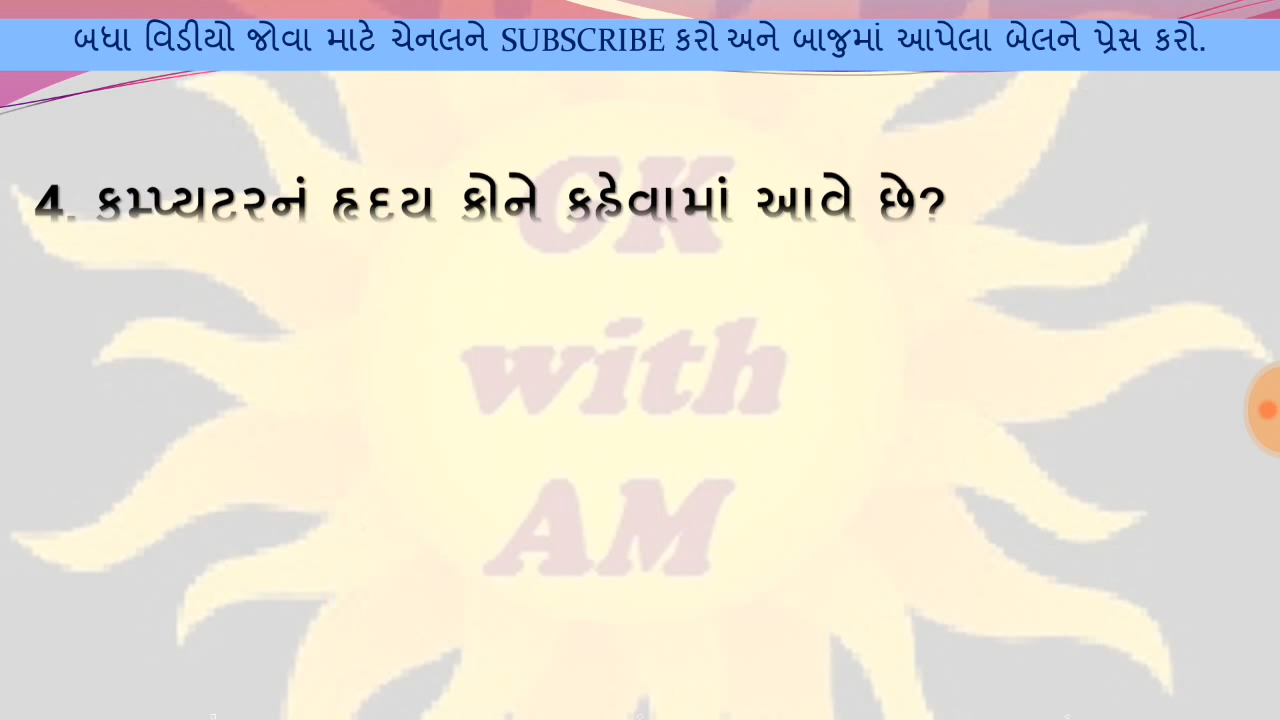 બધા વિડીયો જોવા માટે ચેનલને SUBSCRIBE કરો અને બાજુમાં આપેલા બેલને પ્રેસ કરો.
4. કમ્પ્યુટરનું હૃદય કોને કહેવામાં આવે છે?
GK
with
AM